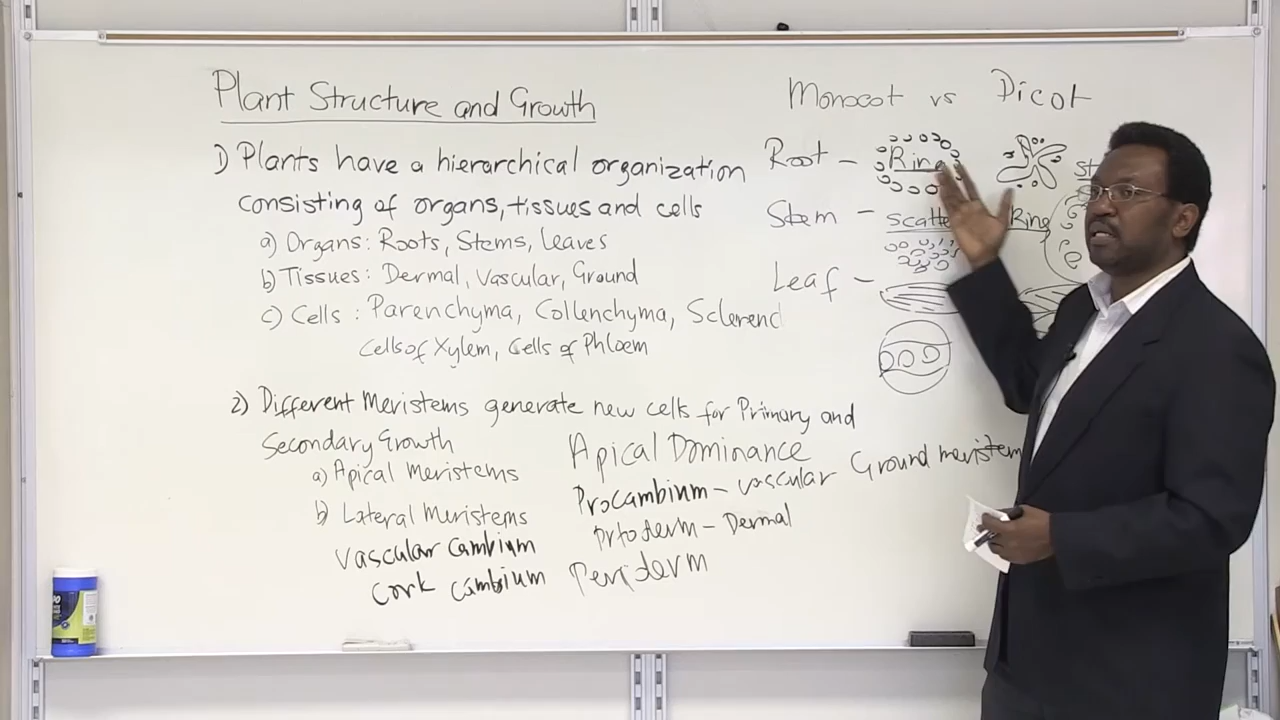 Plant Structure and Growth
1) Plants have a hierarchical organization
consisting of organs, tissues and cells
a) Organs: Roots, Stems, Leaves
b) Tissues: Dermal, Vascular, Ground
c) Cells: Parenchyma, Collenchyma, Sclerenc
Cells of Xylem, Cells of Phloem
2) Different Meristems generate new cells for Primary and
Secondary Growth
a) Apical Meristems
b) Lateral Meristems
Vascular Cambium
Cork Cambium
Apical Dominance
Procambium - vascular Ground meristem
Prtoderm - Dermal
Periderm
Monocot vs Dicot
Root - Ring
Stem - Ring
Leaf -